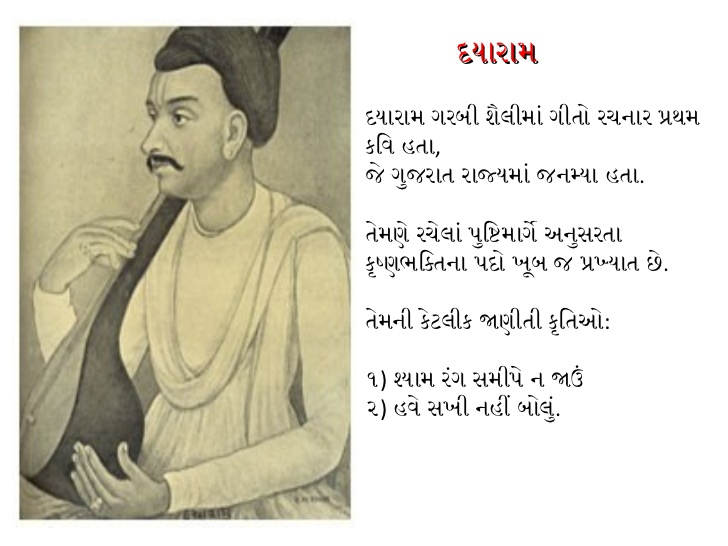 દયારામ
દયારામ ગરબી શૈલીમાં ગીતો રચનાર પ્રથમ
કવિ હતા,
જે ગુજરાત રાજ્યમાં જનમ્યા હતા.
તેમણે રચેલાં પુષ્ટિમાર્ગે અનુસરતા
કૃષ્ણભક્તિના પદો ખૂબ જ પ્રખ્યાત છે.
તેમની કેટલીક જાણીતી કૃતિઓ:
૧) શ્યામ રંગ સમીપે ન જાઉં
૨) હવે સખી નહીં બોલું.
દયારામ